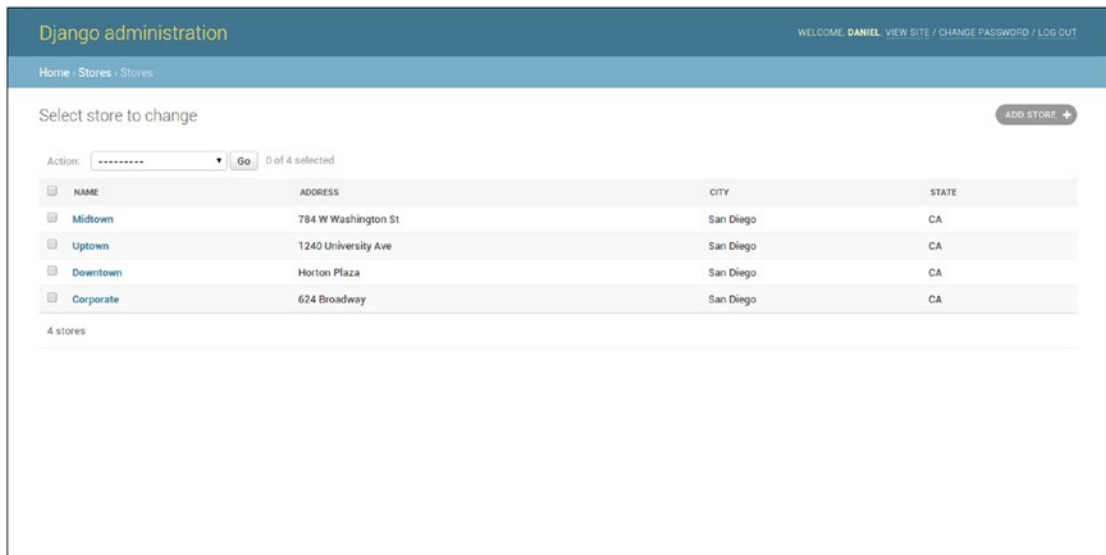 Django administration
WELCOME, DANIEL. VIEW SITE / CHANGE PASSWORD / LOG OUT
Home › Stores › Stores
Select store to change
ADD STORE +
Action: --------- Go 0 of 4 selected
NAME ADDRESS CITY STATE
Midtown 784 W Washington St San Diego CA
Uptown 1240 University Ave San Diego CA
Downtown Horton Plaza San Diego CA
Corporate 624 Broadway San Diego CA
4 stores